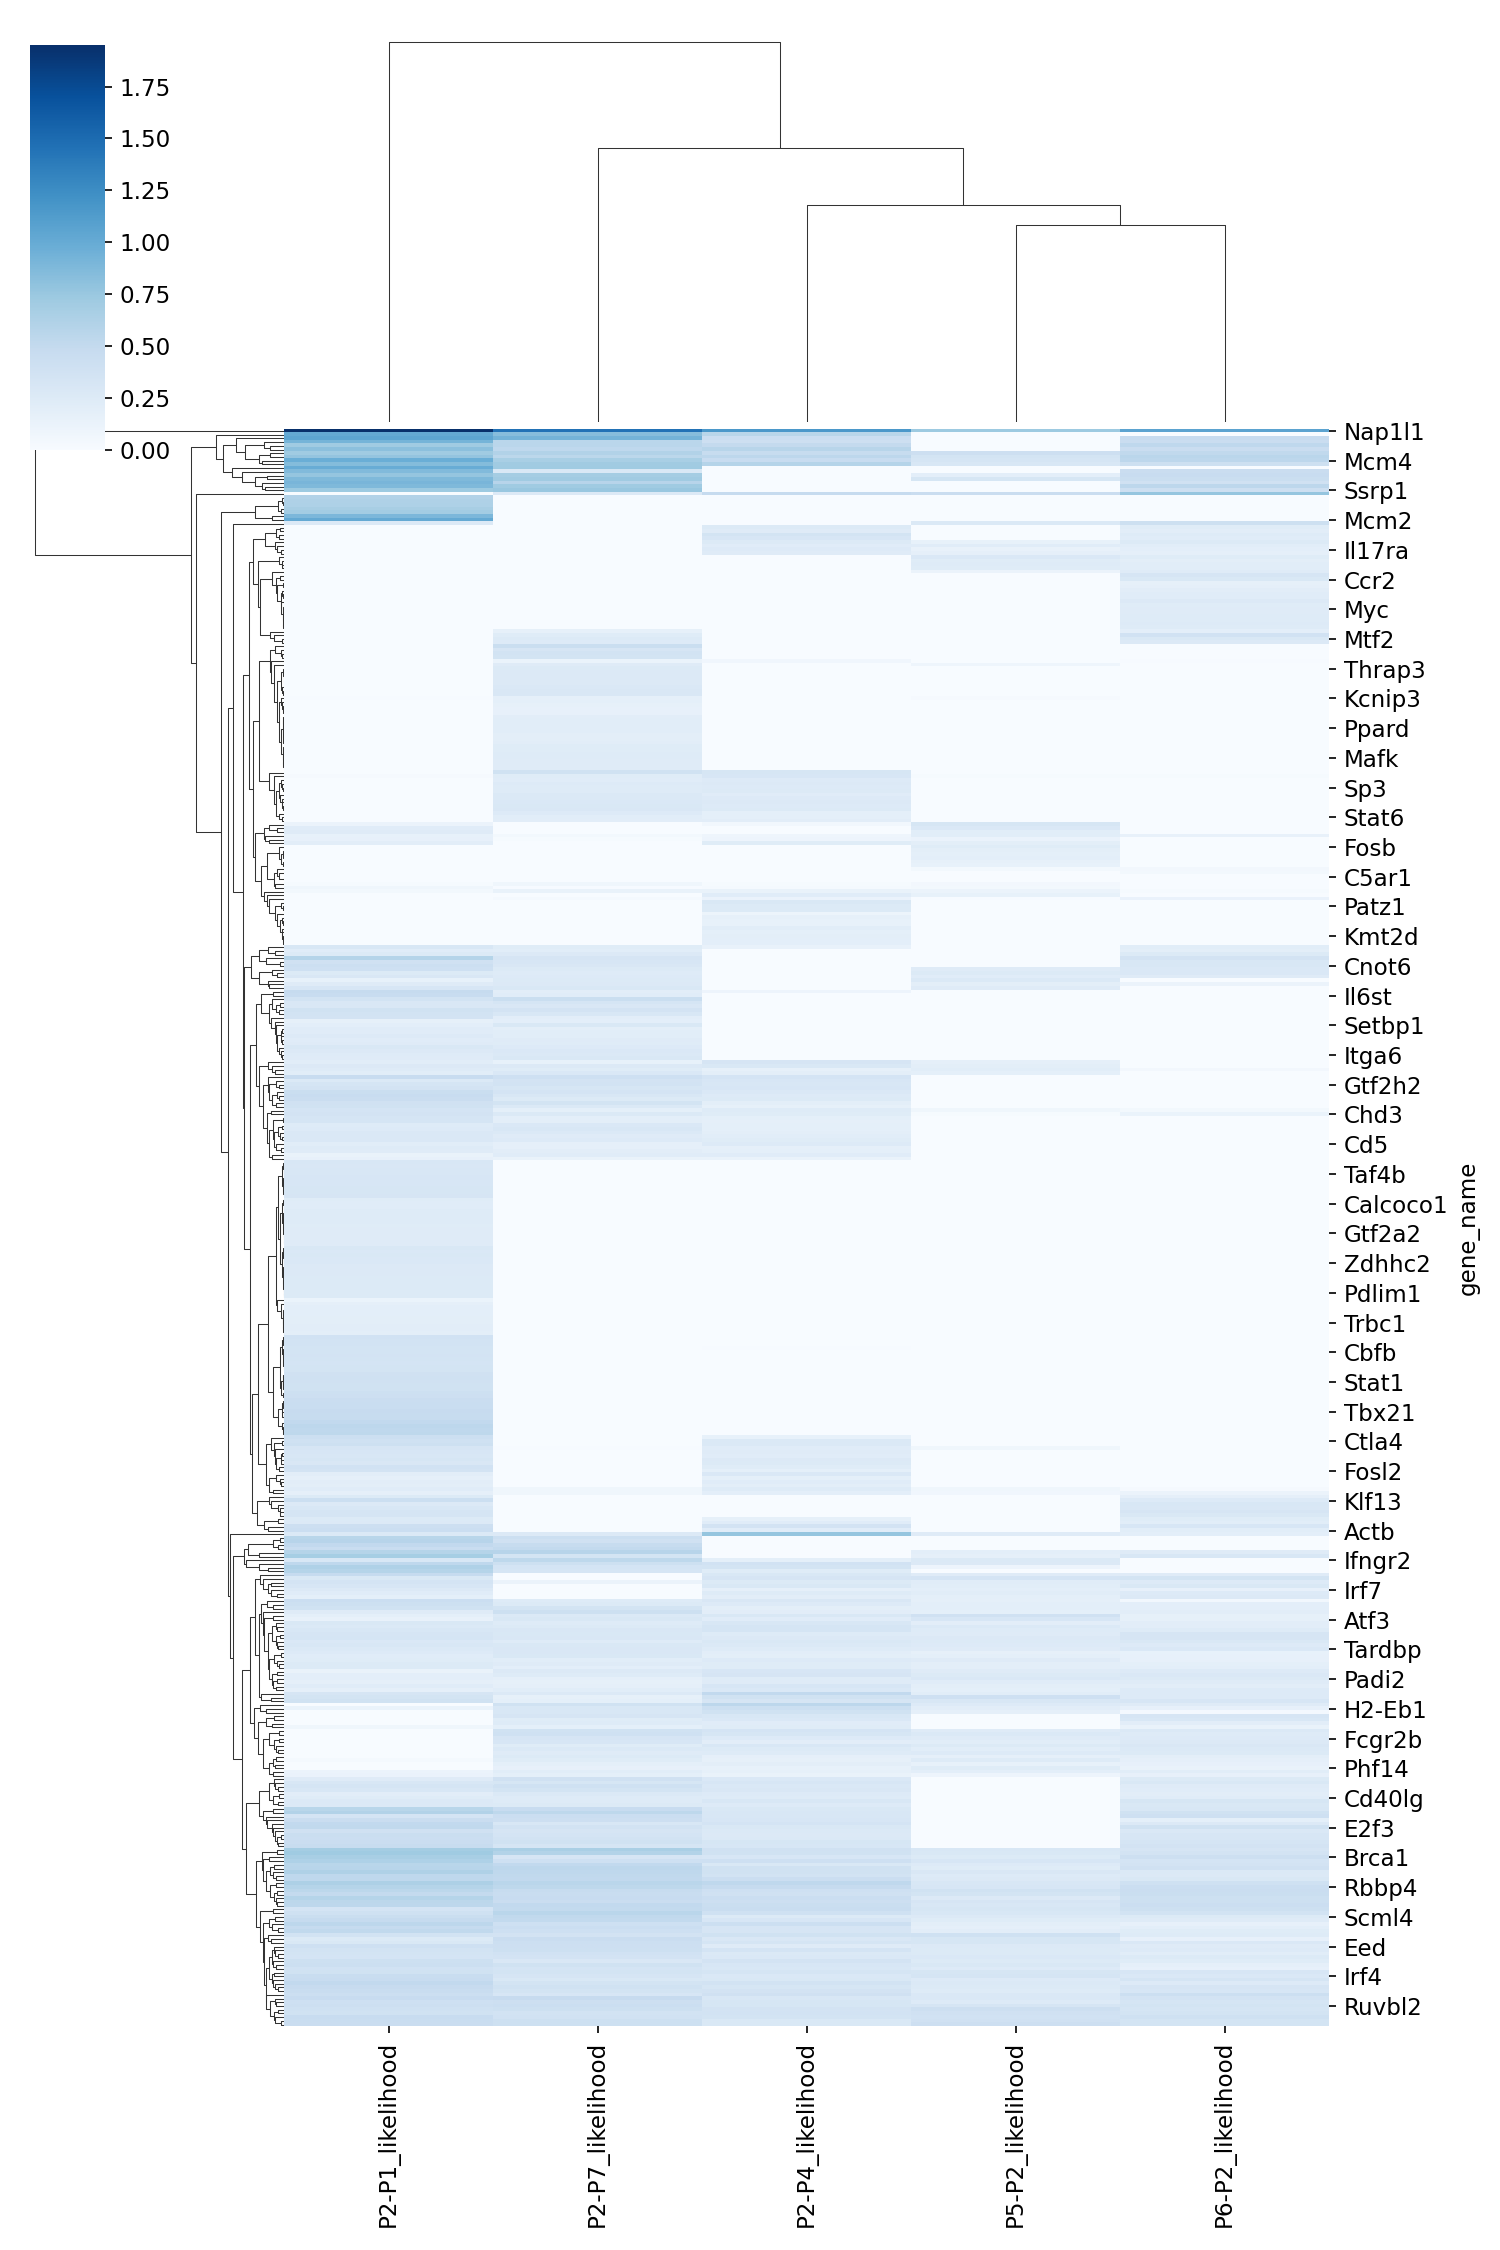 1.75
1.50
1.25
1.00
0.75
0.50
0.25
0.00
Nap1l1
Mcm4
Ssrp1
Mcm2
Il17ra
Ccr2
Myc
Mtf2
Thrap3
Kcnip3
Ppard
Mafk
Sp3
Stat6
Fosb
C5ar1
Patz1
Kmt2d
Cnot6
Il6st
Setbp1
Itga6
Gtf2h2
Chd3
Cd5
Taf4b
Calcoco1
Gtf2a2
Zdhhc2
Pdlim1
Trbc1
Cbfb
Stat1
Tbx21
Ctla4
Fosl2
Klf13
Actb
Ifngr2
Irf7
Atf3
Tardbp
Padi2
H2-Eb1
Fcgr2b
Phf14
Cd40lg
E2f3
Brca1
Rbbp4
Scml4
Eed
Irf4
Ruvbl2
gene_name
P2-P1_likelihood
P2-P7_likelihood
P2-P4_likelihood
P5-P2_likelihood
P6-P2_likelihood